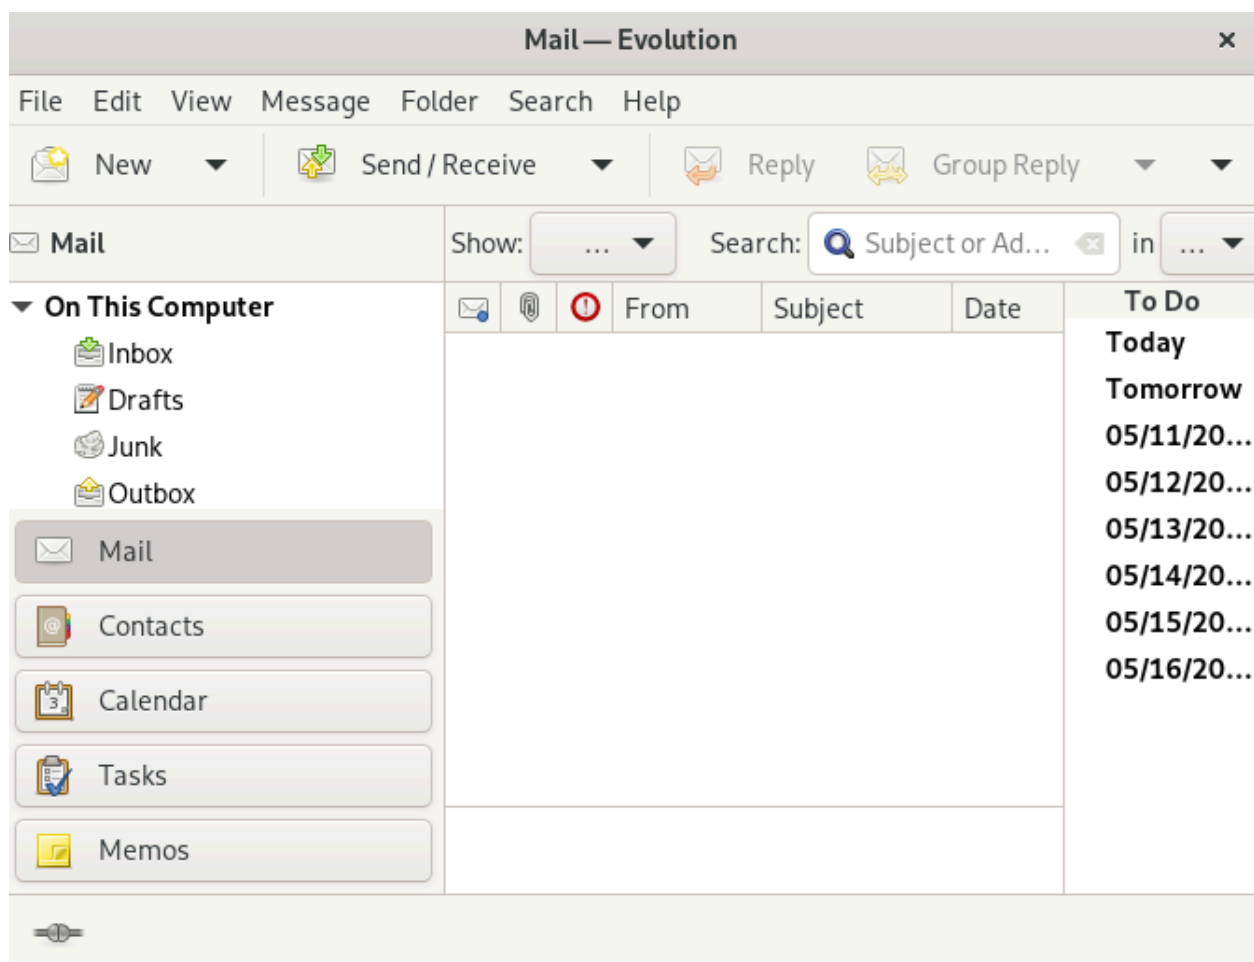 Mail — Evolution
File Edit View Message Folder Search Help
New Send / Receive Reply Group Reply
Mail
Show: ... Search: Subject or Ad... in ...
On This Computer
Inbox
Drafts
Junk
Outbox
Mail
Contacts
Calendar
Tasks
Memos
From Subject Date
To Do
Today
Tomorrow
05/11/20...
05/12/20...
05/13/20...
05/14/20...
05/15/20...
05/16/20...